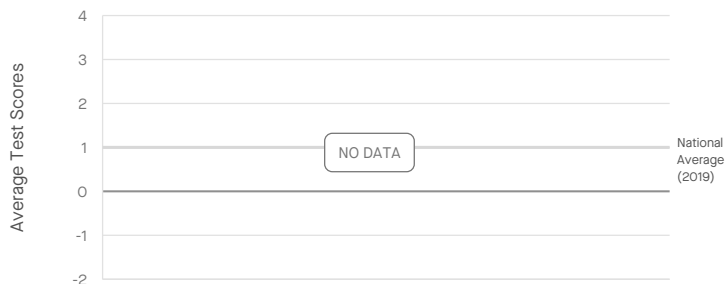 Average Test Scores
4
3
2
1
0
-1
-2
NO DATA
National
Average
(2019)